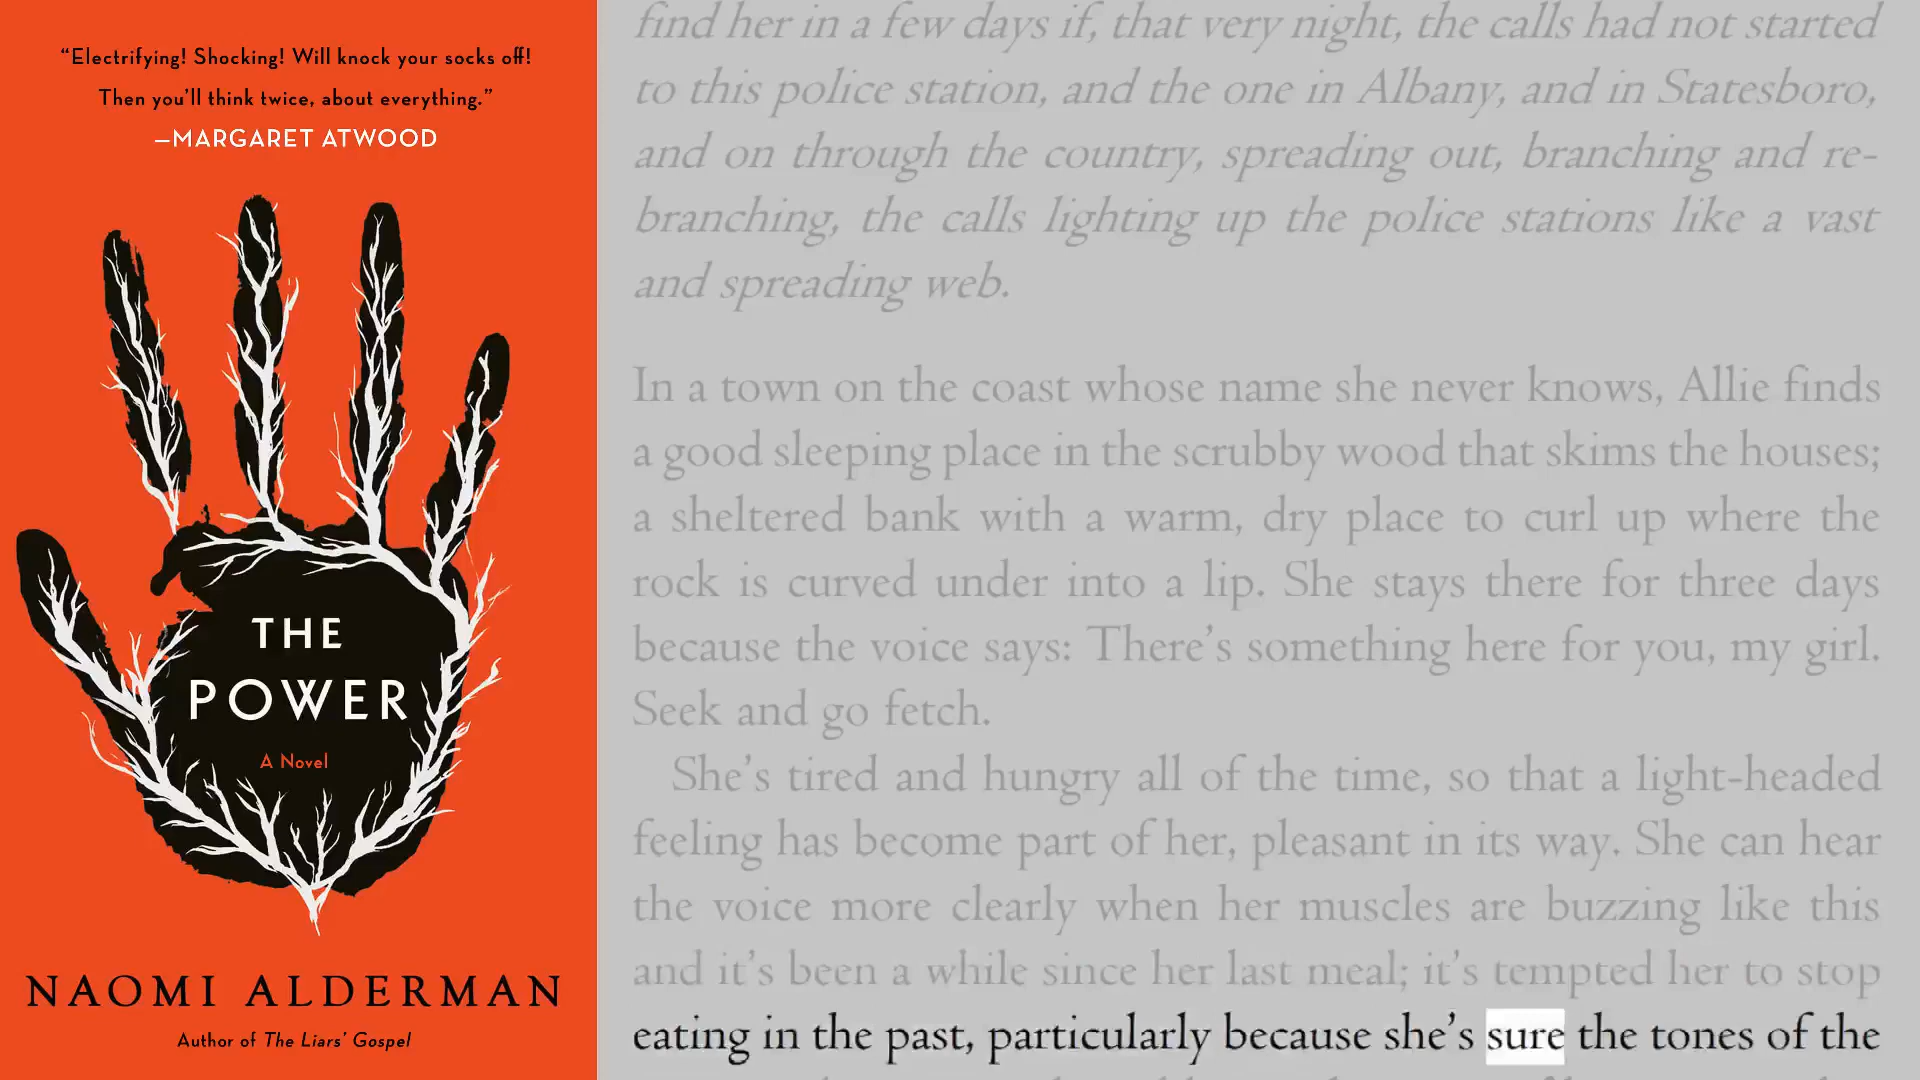 “Electrifying! Shocking! Will knock your socks off!
Then you’ll think twice, about everything.”
—MARGARET ATWOOD
THE
POWER
A Novel
NAOMI ALDERMAN
Author of The Liars’ Gospel
find her in a few days if, that very night, the calls had not started
to this police station, and the one in Albany, and in Statesboro,
and on through the country, spreading out, branching and re-
branching, the calls lighting up the police stations like a vast
and spreading web.
In a town on the coast whose name she never knows, Allie finds
a good sleeping place in the scrubby wood that skims the houses;
a sheltered bank with a warm, dry place to curl up where the
rock is curved under into a lip. She stays there for three days
because the voice says: There’s something here for you, my girl.
Seek and go fetch.
She’s tired and hungry all of the time, so that a light-headed
feeling has become part of her, pleasant in its way. She can hear
the voice more clearly when her muscles are buzzing like this
and it’s been a while since her last meal; it’s tempted her to stop
eating in the past, particularly because she’s sure the tones of the